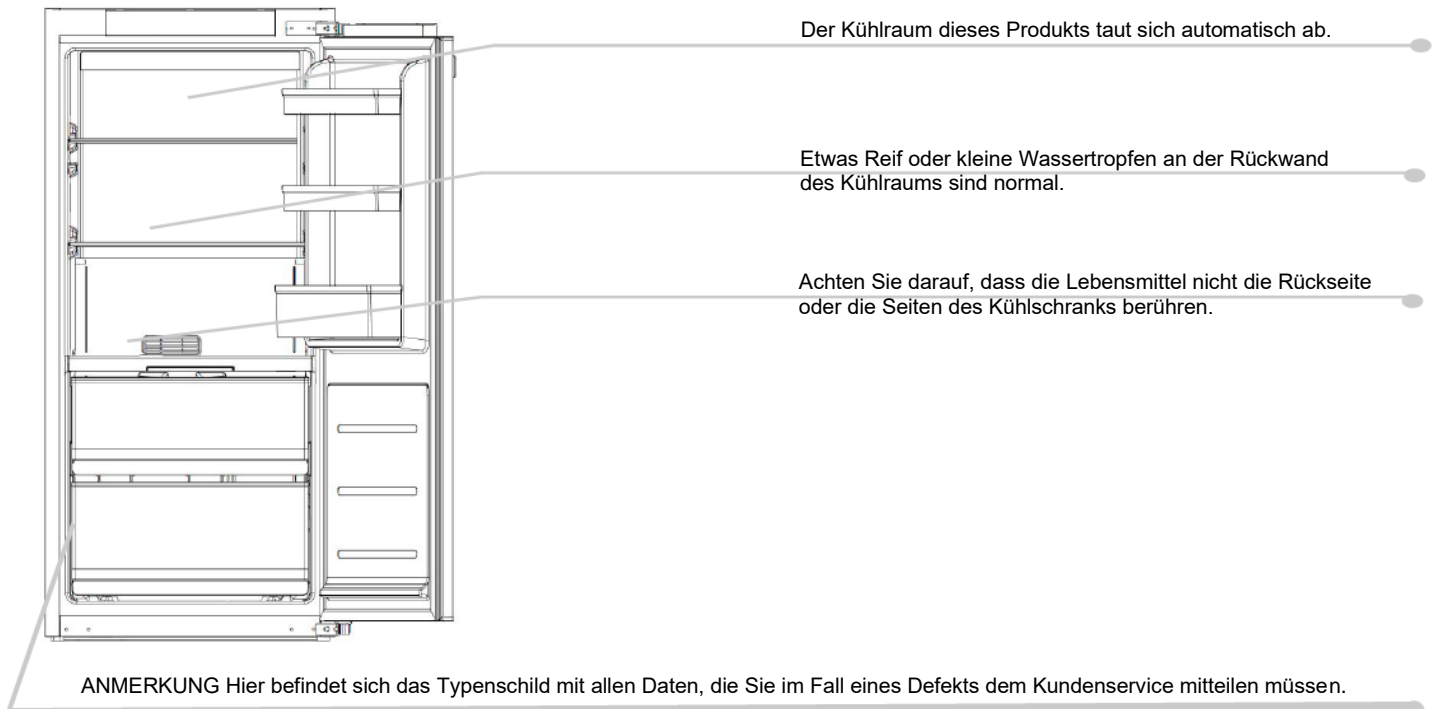 Der Kühlraum dieses Produkts taut sich automatisch ab.
Etwas Reif oder kleine Wassertropfen an der Rückwand
des Kühlraums sind normal.
Achten Sie darauf, dass die Lebensmittel nicht die Rückseite
oder die Seiten des Kühlschranks berühren.
ANMERKUNG Hier befindet sich das Typenschild mit allen Daten, die Sie im Fall eines Defekts dem Kundenservice mitteilen müssen.